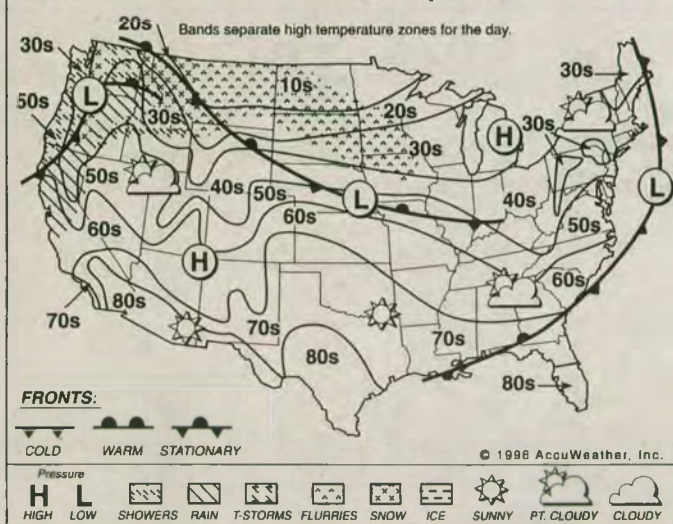 20s
Bands separate high temperature zones for the day.
30s
50s
L
30s
10s
20s
30s
H
30s
30s
50s
40s
50s
60s
L
40s
50s
60s
L
60s
80s
70s
H
70s
80s
70s
80s
FRONTS:
COLD WARM STATIONARY
© 1996 AccuWeather, Inc.
Pressure
H L
HIGH LOW SHOWERS RAIN T-STORMS FLURRIES SNOW ICE SUNNY PT. CLOUDY CLOUDY